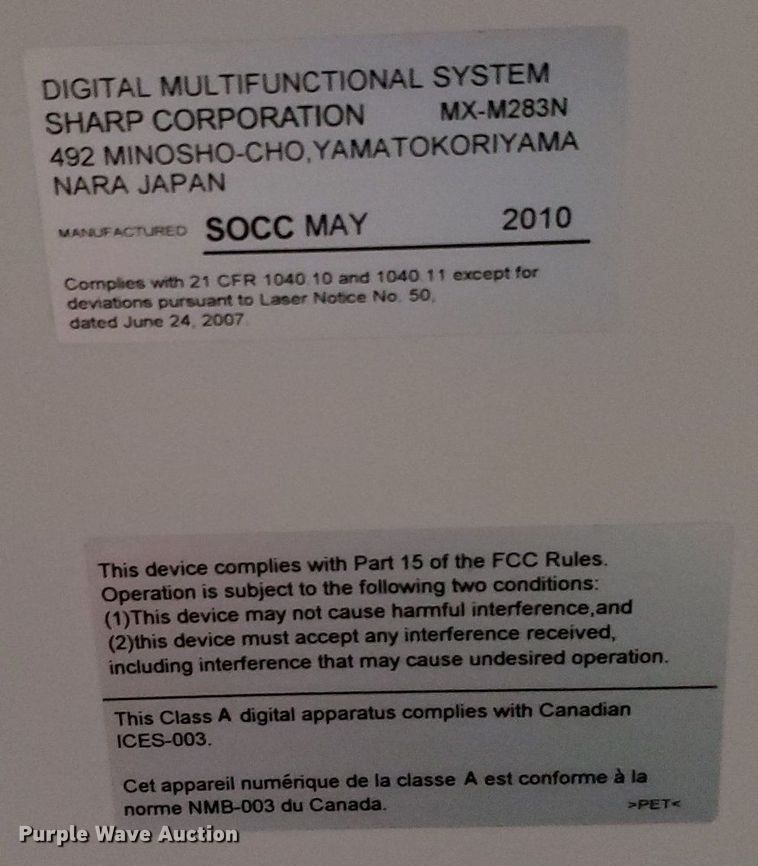 DIGITAL MULTIFUNCTIONAL SYSTEM
SHARP CORPORATION MX-M283N
492 MINOSHO-CHO,YAMATOKORIYAMA
NARA JAPAN
MANUFACTURED SOCC MAY 2010
Complies with 21 CFR 1040.10 and 1040.11 except for
deviations pursuant to Laser Notice No. 50,
dated June 24, 2007.
This device complies with Part 15 of the FCC Rules.
Operation is subject to the following two conditions:
(1)This device may not cause harmful interference,and
(2)this device must accept any interference received,
including interference that may cause undesired operation.
This Class A digital apparatus complies with Canadian
ICES-003.
Cet appareil numérique de la classe A est conforme à la
norme NMB-003 du Canada. >PET<
Purple Wave Auction